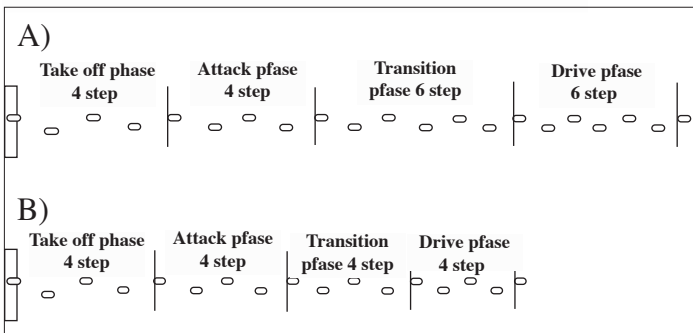 A)
Take off phase
4 step
Attack pfase
4 step
Transition
pfase 6 step
Drive pfase
6 step
B)
Take off phase
4 step
Attack pfase
4 step
Transition
pfase 4 step
Drive pfase
4 step